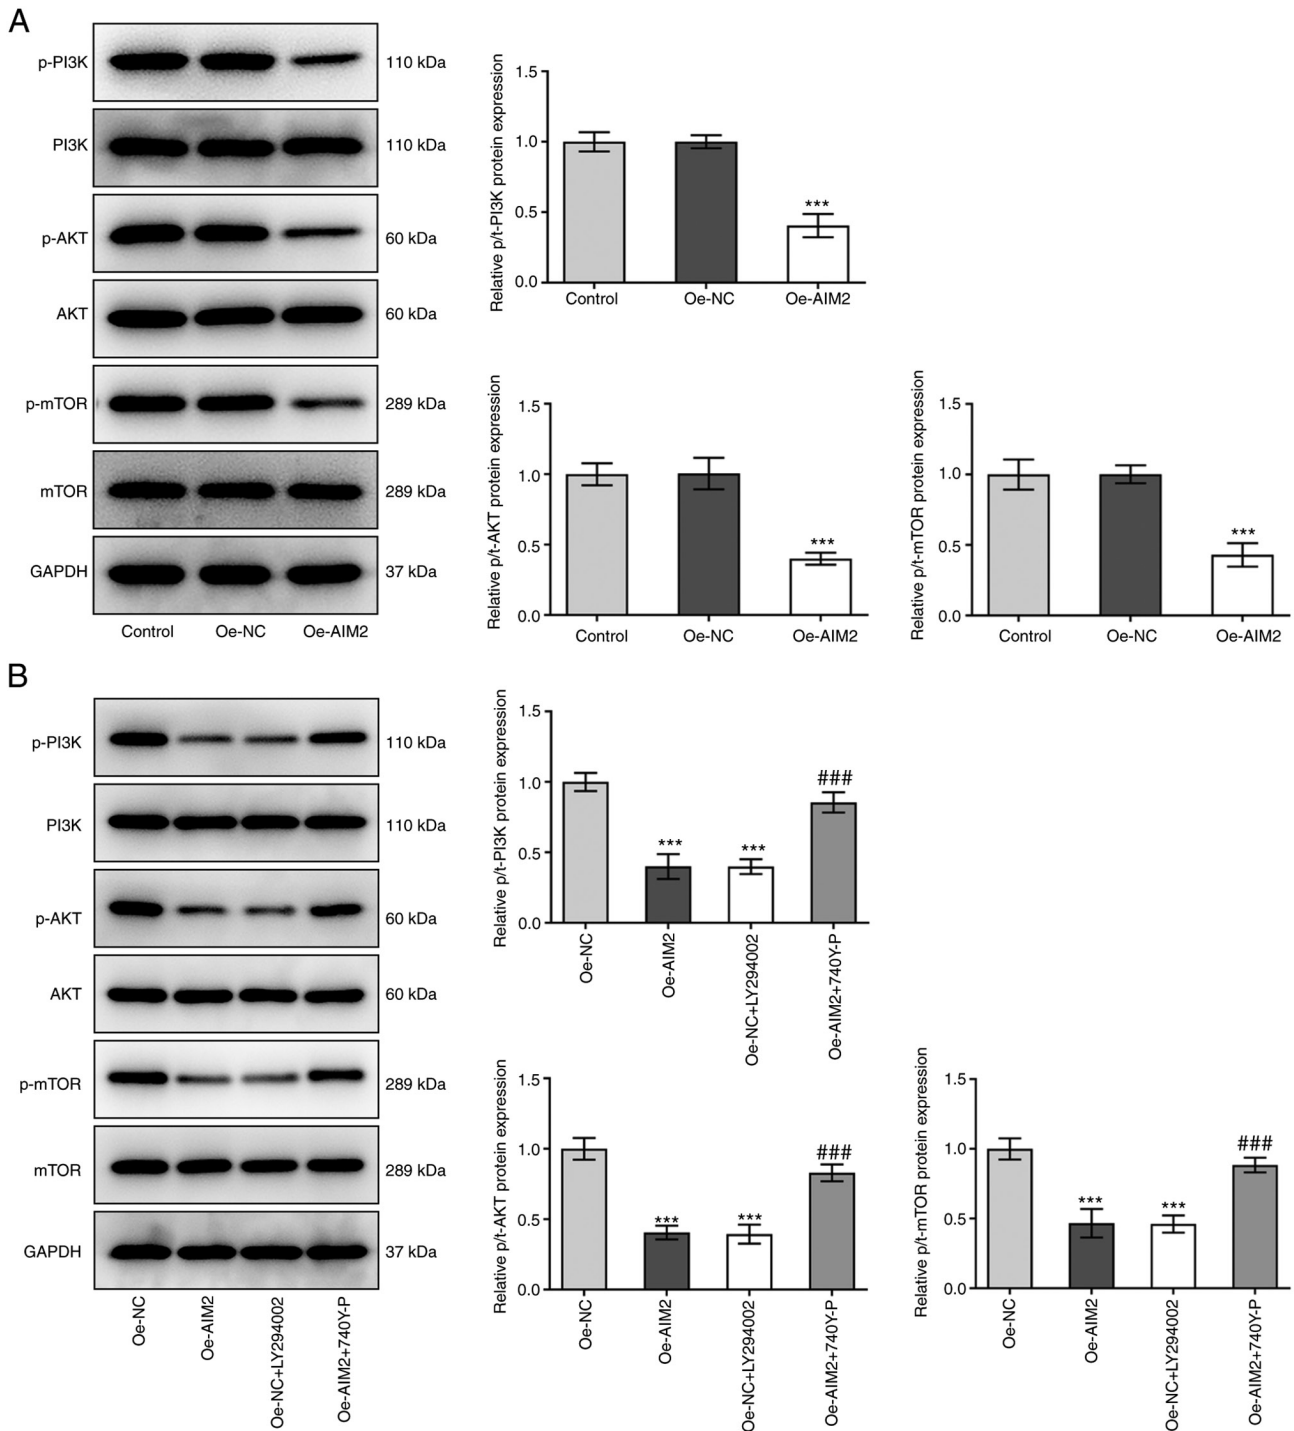 A
p-PI3K
110 kDa
PI3K
110 kDa
p-AKT
60 kDa
AKT
60 kDa
p-mTOR
289 kDa
mTOR
289 kDa
GAPDH
37 kDa
Control Oe-NC Oe-AIM2
Relative p/t-PI3K protein expression
1.5
1.0
0.5
0.0
***
Control Oe-NC Oe-AIM2
Relative p/t-AKT protein expression
1.5
1.0
0.5
0.0
***
Control Oe-NC Oe-AIM2
Relative p/t-mTOR protein expression
1.5
1.0
0.5
0.0
***
Control Oe-NC Oe-AIM2
B
p-PI3K
110 kDa
PI3K
110 kDa
p-AKT
60 kDa
AKT
60 kDa
p-mTOR
289 kDa
mTOR
289 kDa
GAPDH
37 kDa
Oe-NC
Oe-AIM2
Oe-NC+LY294002
Oe-AIM2+740Y-P
Relative p/t-PI3K protein expression
1.5
1.0
0.5
0.0
*** *** ###
Oe-NC
Oe-AIM2
Oe-NC+LY294002
Oe-AIM2+740Y-P
Relative p/t-AKT protein expression
1.5
1.0
0.5
0.0
*** *** ###
Oe-NC
Oe-AIM2
Oe-NC+LY294002
Oe-AIM2+740Y-P
Relative p/t-mTOR protein expression
1.5
1.0
0.5
0.0
*** *** ###
Oe-NC
Oe-AIM2
Oe-NC+LY294002
Oe-AIM2+740Y-P